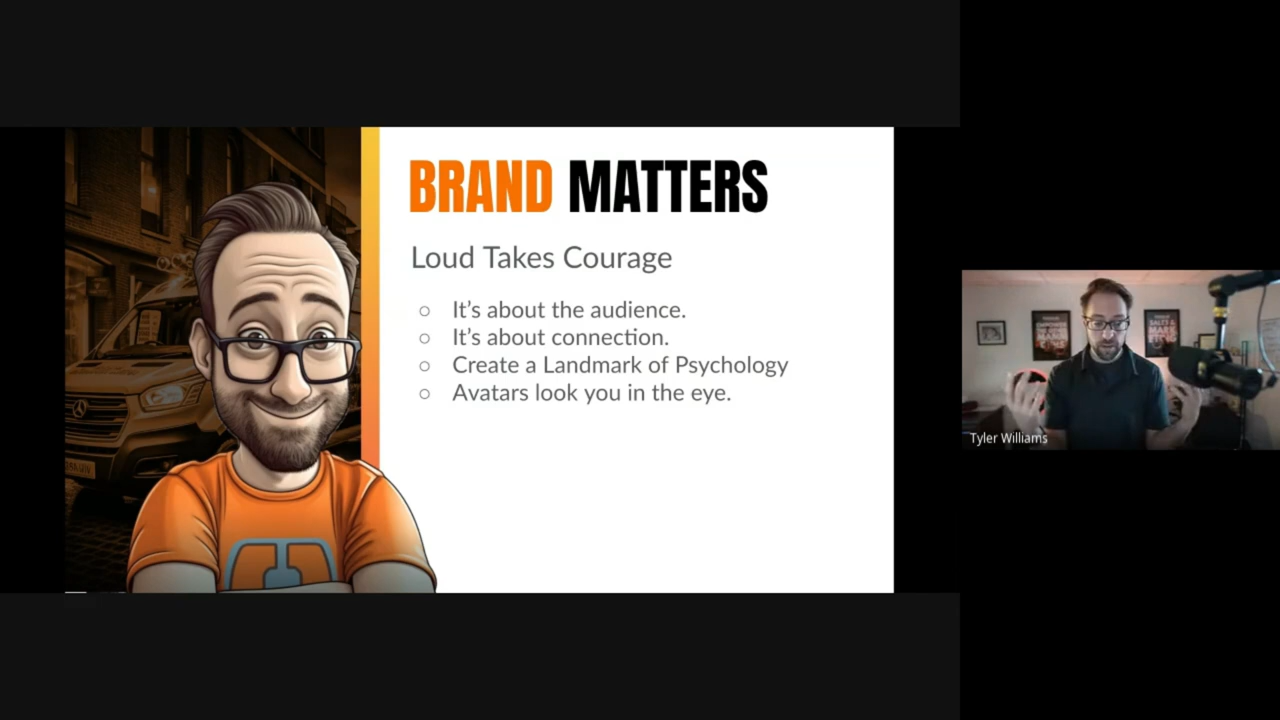 BRAND MATTERS
Loud Takes Courage
It's about the audience.
It's about connection.
Create a Landmark of Psychology
Avatars look you in the eye.
SALT &
Tyler Williams